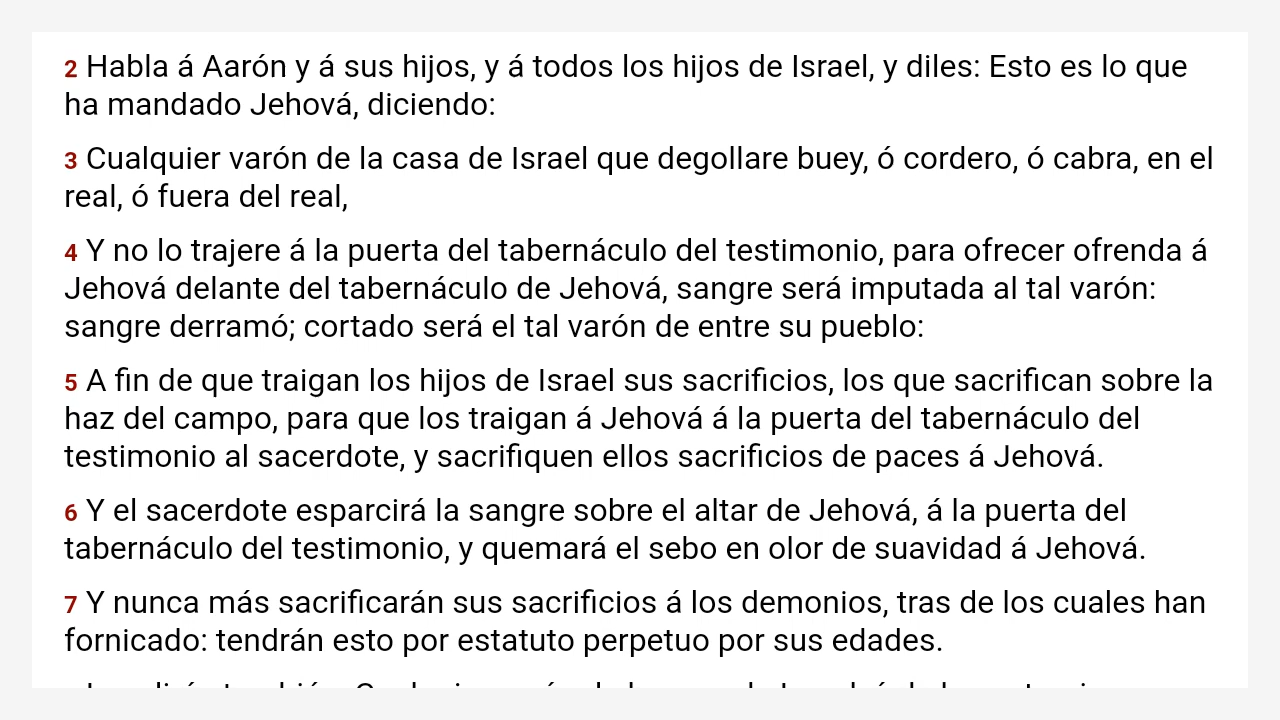 2 Habla á Aarón y á sus hijos, y á todos los hijos de Israel, y diles: Esto es lo que
ha mandado Jehová, diciendo:
3 Cualquier varón de la casa de Israel que degollare buey, ó cordero, ó cabra, en el
real, ó fuera del real,
4 Y no lo trajere á la puerta del tabernáculo del testimonio, para ofrecer ofrenda á
Jehová delante del tabernáculo de Jehová, sangre será imputada al tal varón:
sangre derramó; cortado será el tal varón de entre su pueblo:
5 A fin de que traigan los hijos de Israel sus sacrificios, los que sacrifican sobre la
haz del campo, para que los traigan á Jehová á la puerta del tabernáculo del
testimonio al sacerdote, y sacrifiquen ellos sacrificios de paces á Jehová.
6 Y el sacerdote esparcirá la sangre sobre el altar de Jehová, á la puerta del
tabernáculo del testimonio, y quemará el sebo en olor de suavidad á Jehová.
7 Y nunca más sacrificarán sus sacrificios á los demonios, tras de los cuales han
fornicado: tendrán esto por estatuto perpetuo por sus edades.